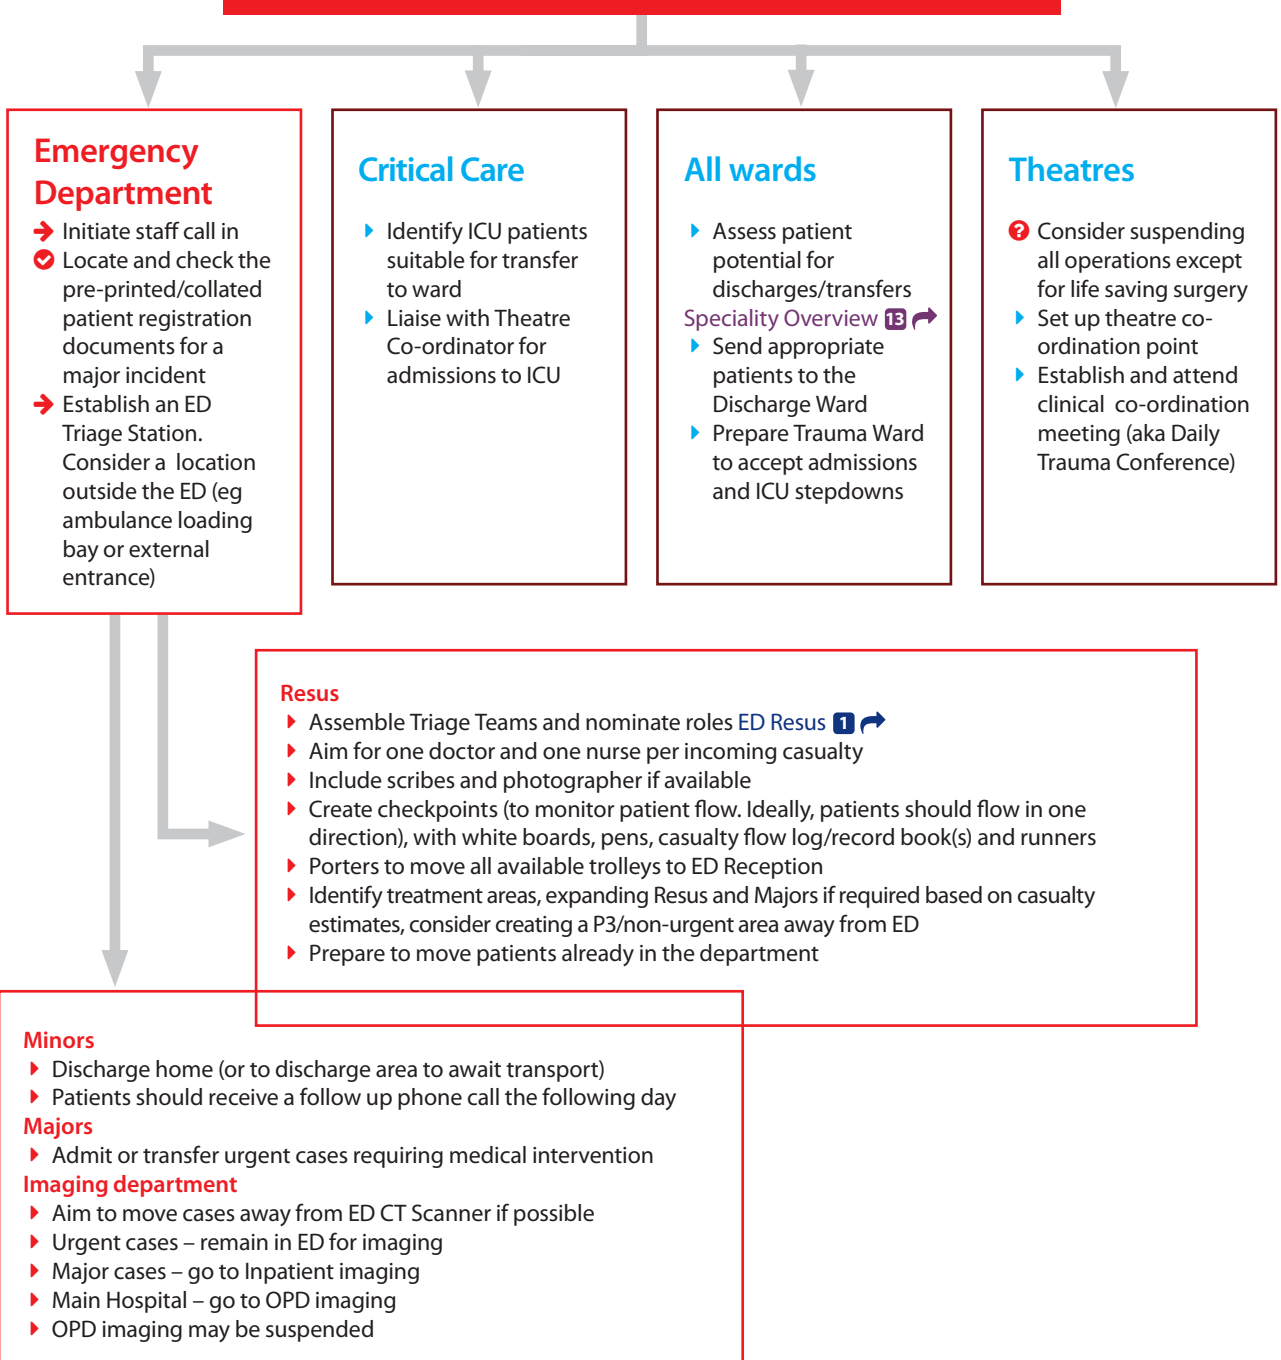 Emergency
Department
Initiate staff call in
Locate and check the
pre-printed/collated
patient registration
documents for a
major incident
Establish an ED
Triage Station.
Consider a location
outside the ED (eg
ambulance loading
bay or external
entrance)
Critical Care
Identify ICU patients
suitable for transfer
to ward
Liaise with Theatre
Co-ordinator for
admissions to ICU
All wards
Assess patient
potential for
discharges/transfers
Speciality Overview 13
Send appropriate
patients to the
Discharge Ward
Prepare Trauma Ward
to accept admissions
and ICU stepdowns
Theatres
Consider suspending
all operations except
for life saving surgery
Set up theatre co-
ordination point
Establish and attend
clinical co-ordination
meeting (aka Daily
Trauma Conference)
Resus
Assemble Triage Teams and nominate roles ED Resus 1
Aim for one doctor and one nurse per incoming casualty
Include scribes and photographer if available
Create checkpoints (to monitor patient flow. Ideally, patients should flow in one
direction), with white boards, pens, casualty flow log/record book(s) and runners
Porters to move all available trolleys to ED Reception
Identify treatment areas, expanding Resus and Majors if required based on casualty
estimates, consider creating a P3/non-urgent area away from ED
Prepare to move patients already in the department
Minors
Discharge home (or to discharge area to await transport)
Patients should receive a follow up phone call the following day
Majors
Admit or transfer urgent cases requiring medical intervention
Imaging department
Aim to move cases away from ED CT Scanner if possible
Urgent cases – remain in ED for imaging
Major cases – go to Inpatient imaging
Main Hospital – go to OPD imaging
OPD imaging may be suspended